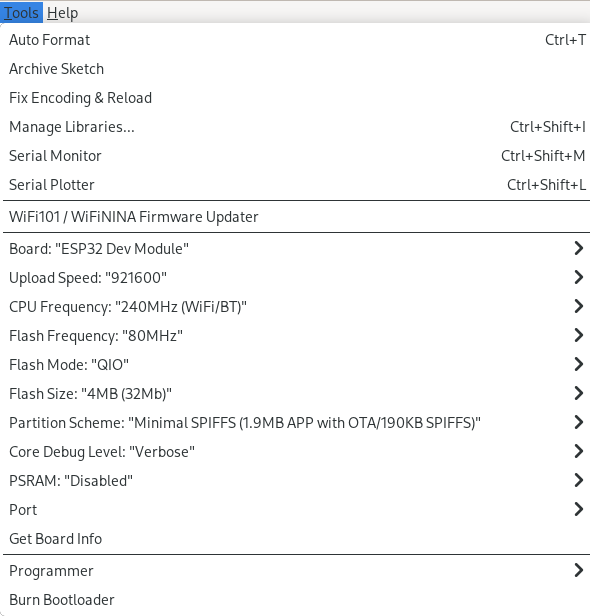 Tools Help
Auto Format Ctrl+T
Archive Sketch
Fix Encoding & Reload
Manage Libraries... Ctrl+Shift+I
Serial Monitor Ctrl+Shift+M
Serial Plotter Ctrl+Shift+L
WiFi101 / WiFiNINA Firmware Updater
Board: "ESP32 Dev Module"
Upload Speed: "921600"
CPU Frequency: "240MHz (WiFi/BT)"
Flash Frequency: "80MHz"
Flash Mode: "QIO"
Flash Size: "4MB (32Mb)"
Partition Scheme: "Minimal SPIFFS (1.9MB APP with OTA/190KB SPIFFS)"
Core Debug Level: "Verbose"
PSRAM: "Disabled"
Port
Get Board Info
Programmer
Burn Bootloader